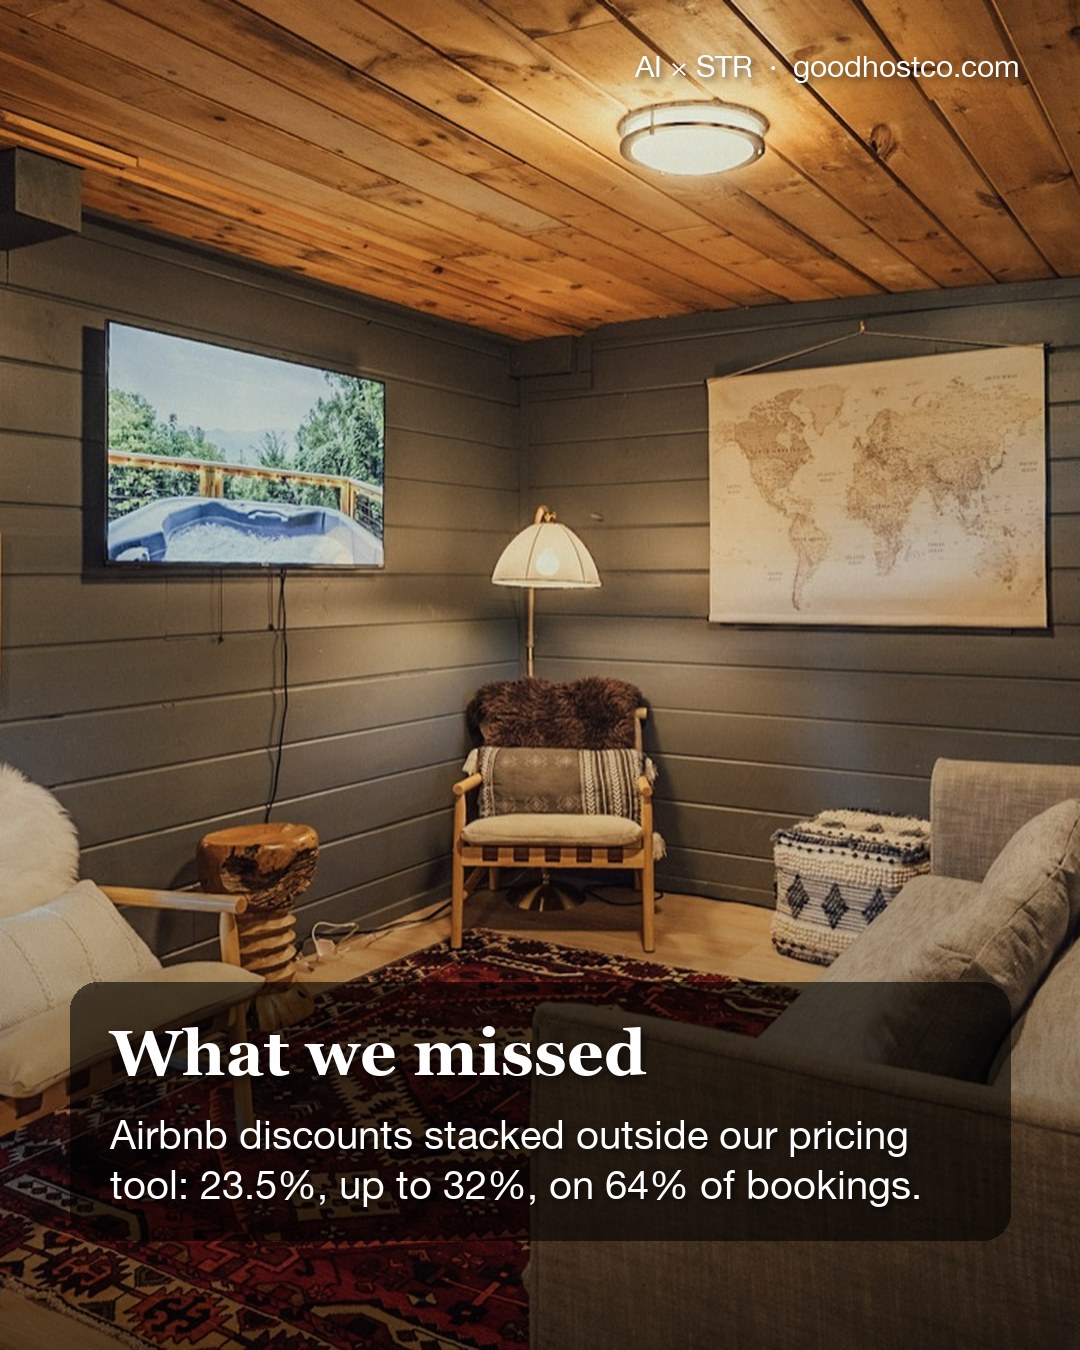 AI × STR · goodhostco.com
What we missed
Airbnb discounts stacked outside our pricing
tool: 23.5%, up to 32%, on 64% of bookings.